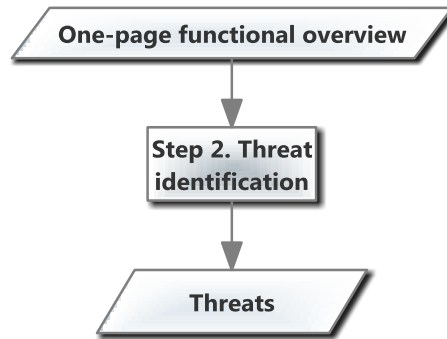 One-page functional overview
Step 2. Threat
identification
Threats